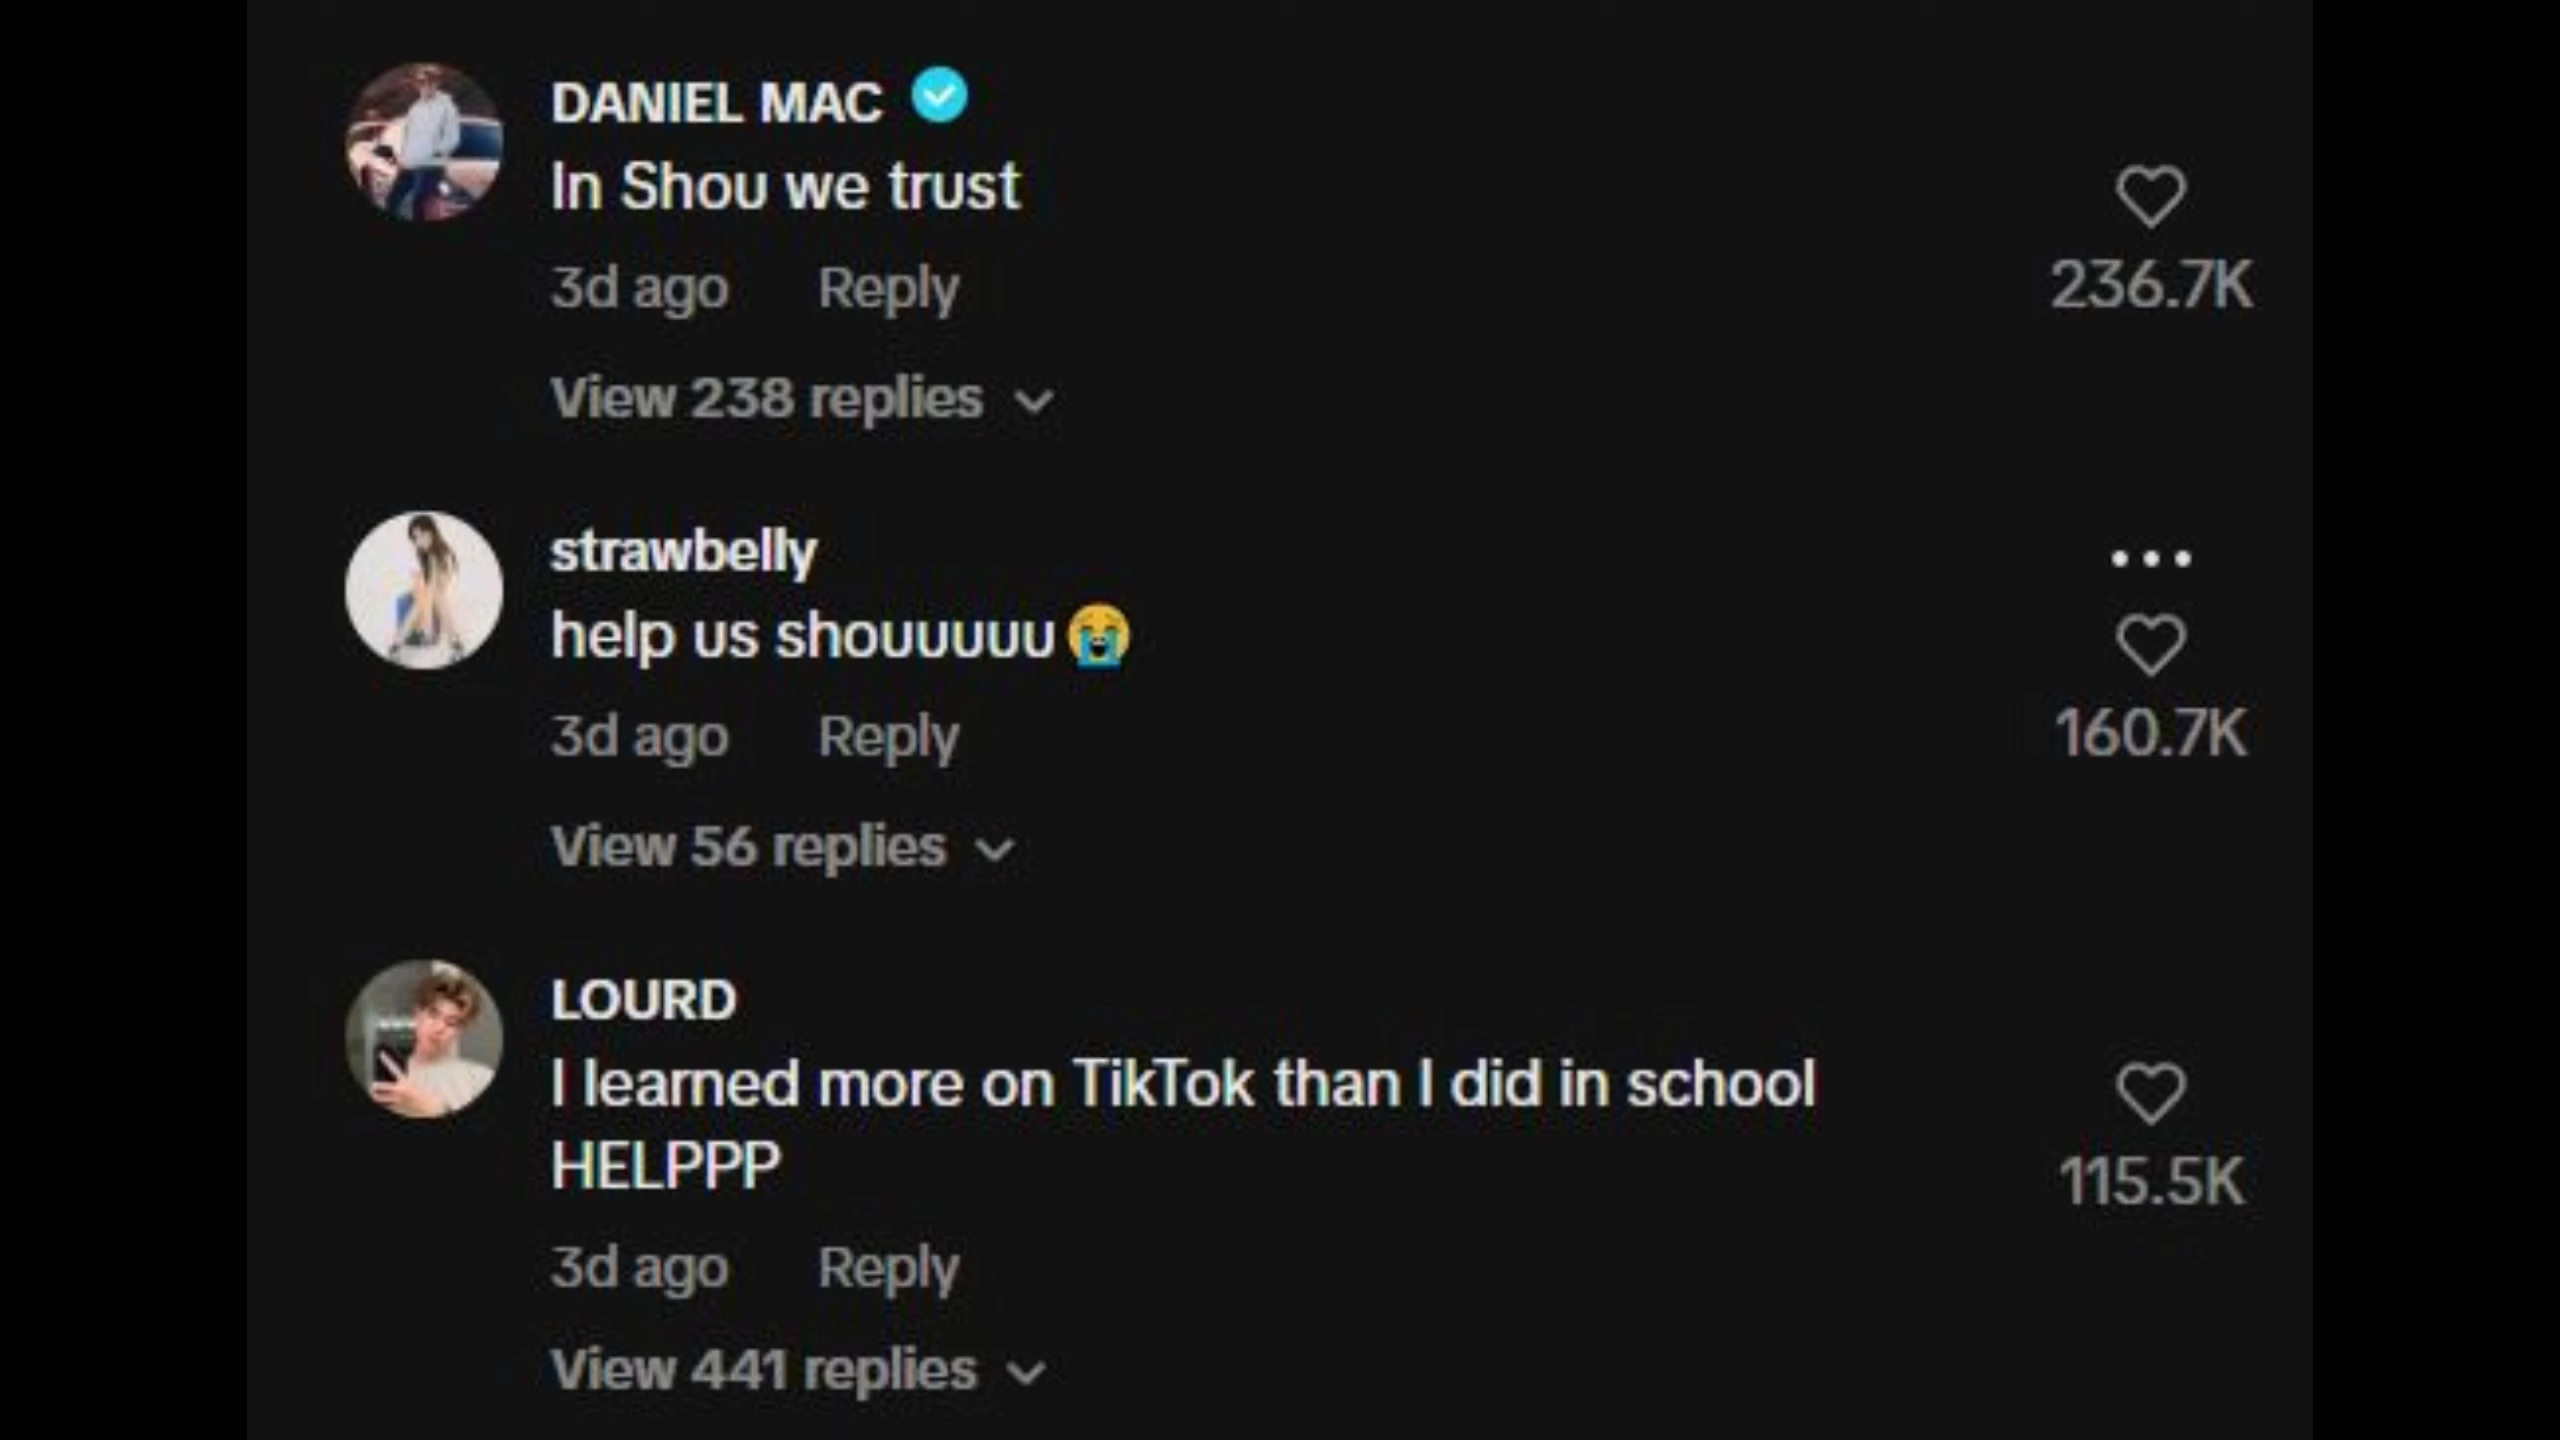 DANIEL MAC
In Shou we trust
236.7K
3d ago Reply
View 238 replies
strawbelly
help us shouuuuu😭
160.7K
3d ago Reply
View 56 replies
LOURD
I learned more on TikTok than I did in school
HELPPP
115.5K
3d ago Reply
View 441 replies